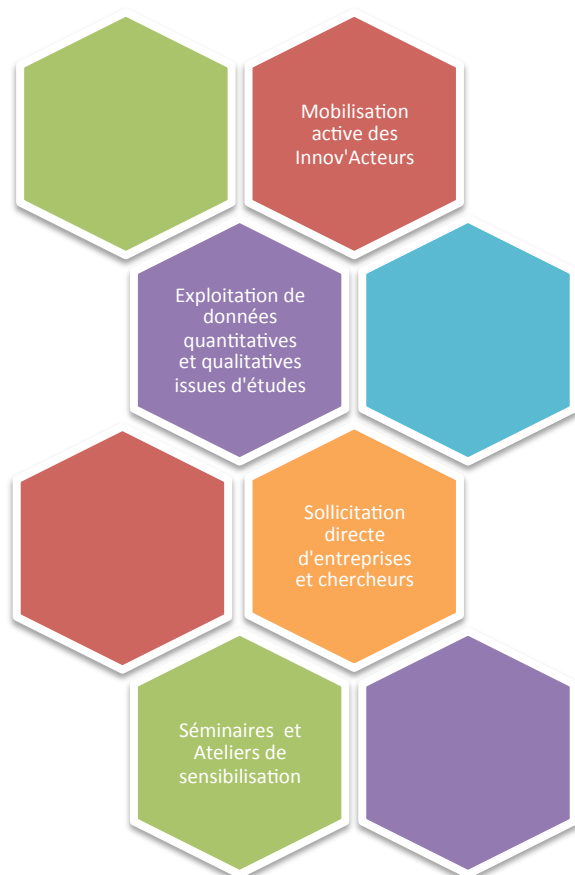 Mobilisation
active des
Innov'Acteurs
Exploitation de
données
quantitatives
et qualitatives
issues d'études
Sollicitation
directe
d'entreprises
et chercheurs
Séminaires et
Ateliers de
sensibilisation